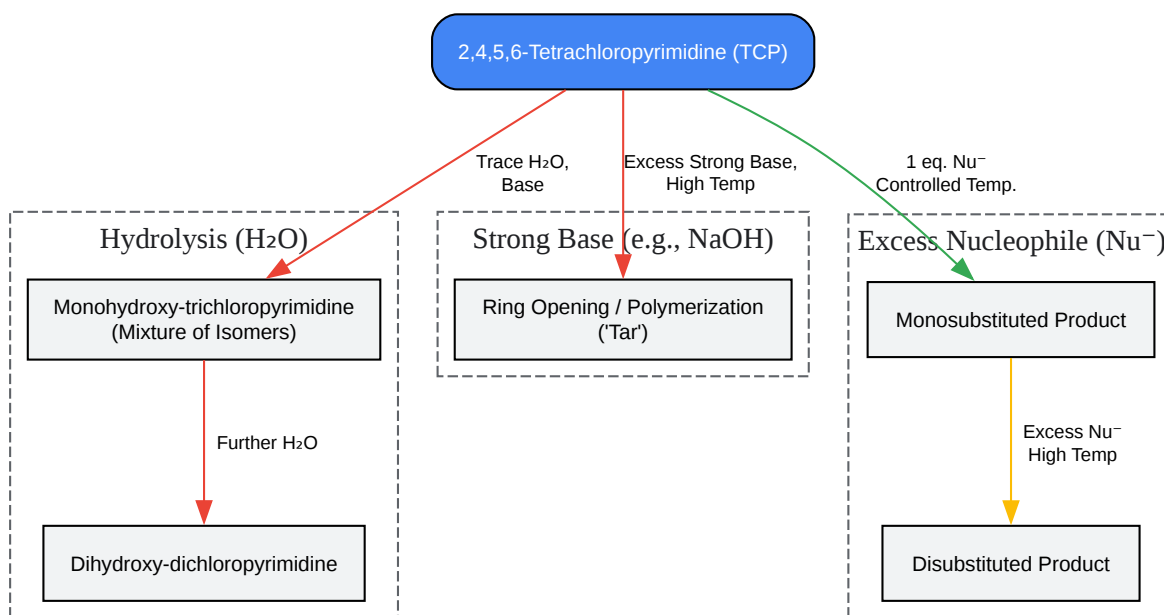 2,4,5,6-Tetrachloropyrimidine (TCP)
Trace H₂O,
Base
Excess Strong Base,
High Temp
1 eq. Nu⁻
Controlled Temp.
Hydrolysis (H₂O)
Strong Base (e.g., NaOH)
Excess Nucleophile (Nu⁻)
Monohydroxy-trichloropyrimidine
(Mixture of Isomers)
Ring Opening / Polymerization
('Tar')
Monosubstituted Product
Further H₂O
Excess Nu⁻
High Temp
Dihydroxy-dichloropyrimidine
Disubstituted Product